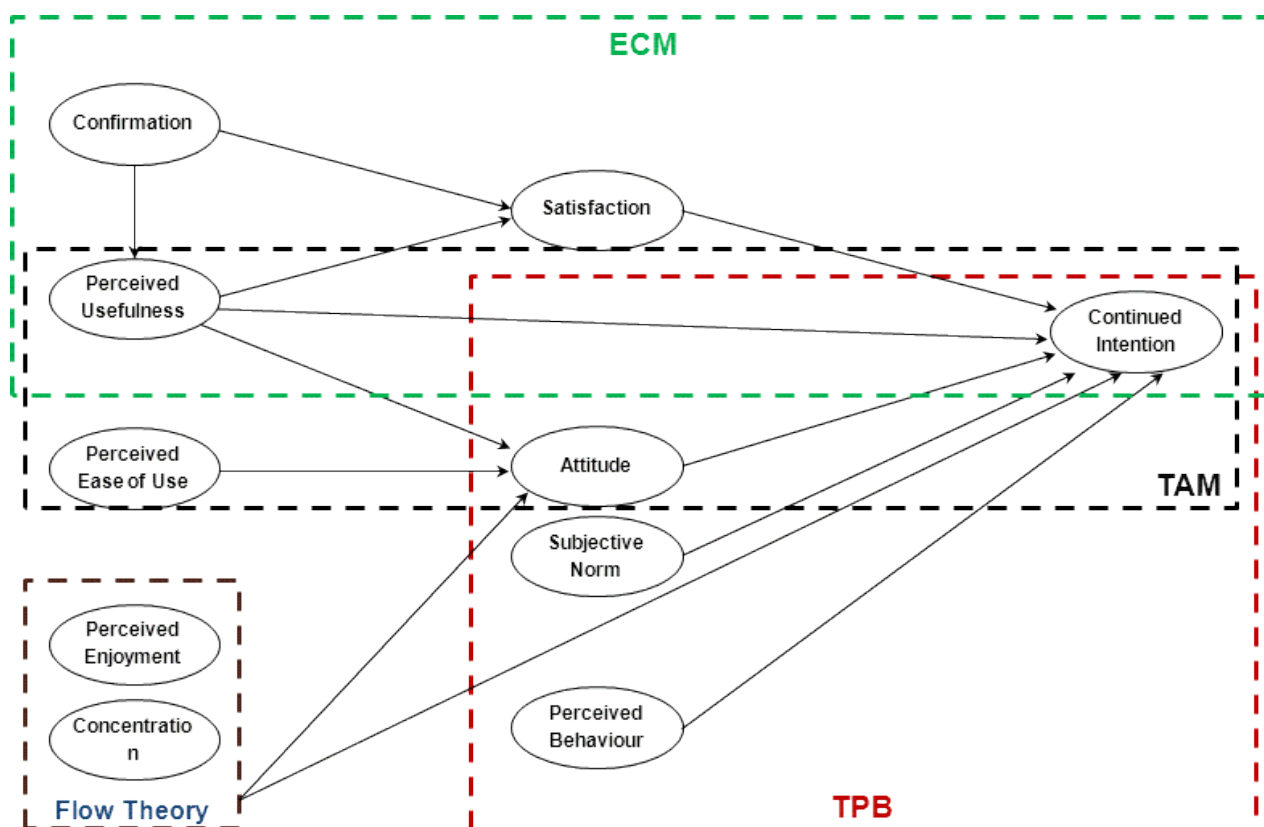 ECM
Confirmation
Satisfaction
Perceived
Usefulness
Continued
Intention
Perceived
Ease of Use
Attitude
TAM
Subjective
Norm
Perceived
Enjoyment
Concentratio
n
Perceived
Behaviour
Flow Theory
TPB